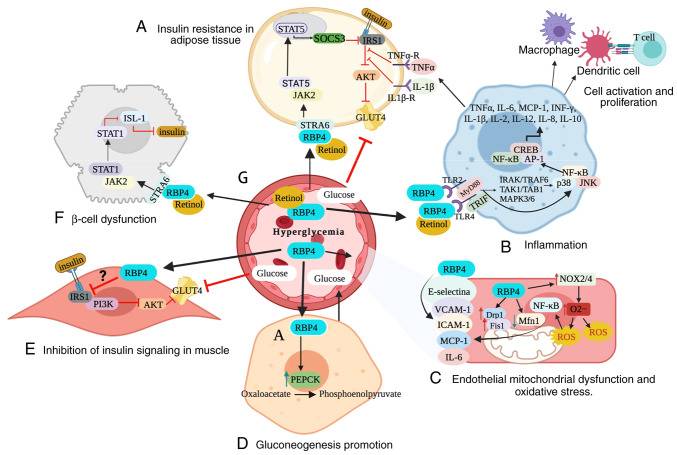 A
Insulin resistance in
adipose tissue
STAT5
SOCS3
insulin
IRS1
TNFα-R
TNFα
AKT
IL-1β
IL1β-R
GLUT4
STAT5
JAK2
STRA6
RBP4
Retinol
Macrophage
T cell
Dendritic cell
Cell activation and
proliferation
TNFα, IL-6, MCP-1, INF-γ,
IL-1β, IL-2, IL-12, IL-8, IL-10
CREB
NF-κB AP-1
NF-κB
p38 JNK
TLR2
RBP4
MyD88
IRAK/TRAF6
TAK1/TAB1
MAPK3/6
TRIF
RBP4
TLR4
Retinol
B
Inflammation
ISL-1
STAT1
insulin
STAT1
JAK2
STRA6
RBP4
Retinol
F β-cell dysfunction
G
Retinol
RBP4
Glucose
Hyperglycemia
RBP4
Glucose
Glucose
insulin
?
RBP4
IRS1
PI3K
AKT
GLUT4
E Inhibition of insulin signaling in muscle
A
RBP4
PEPCK
Oxaloacetate
Phosphoenolpyruvate
D Gluconeogenesis promotion
RBP4
E-selectina
VCAM-1
ICAM-1
MCP-1
IL-6
RBP4
NOX2/4
Drp1
Fis1
Mfn1
NF-κB
O2−
ROS
ROS
C Endothelial mitochondrial dysfunction and
oxidative stress.